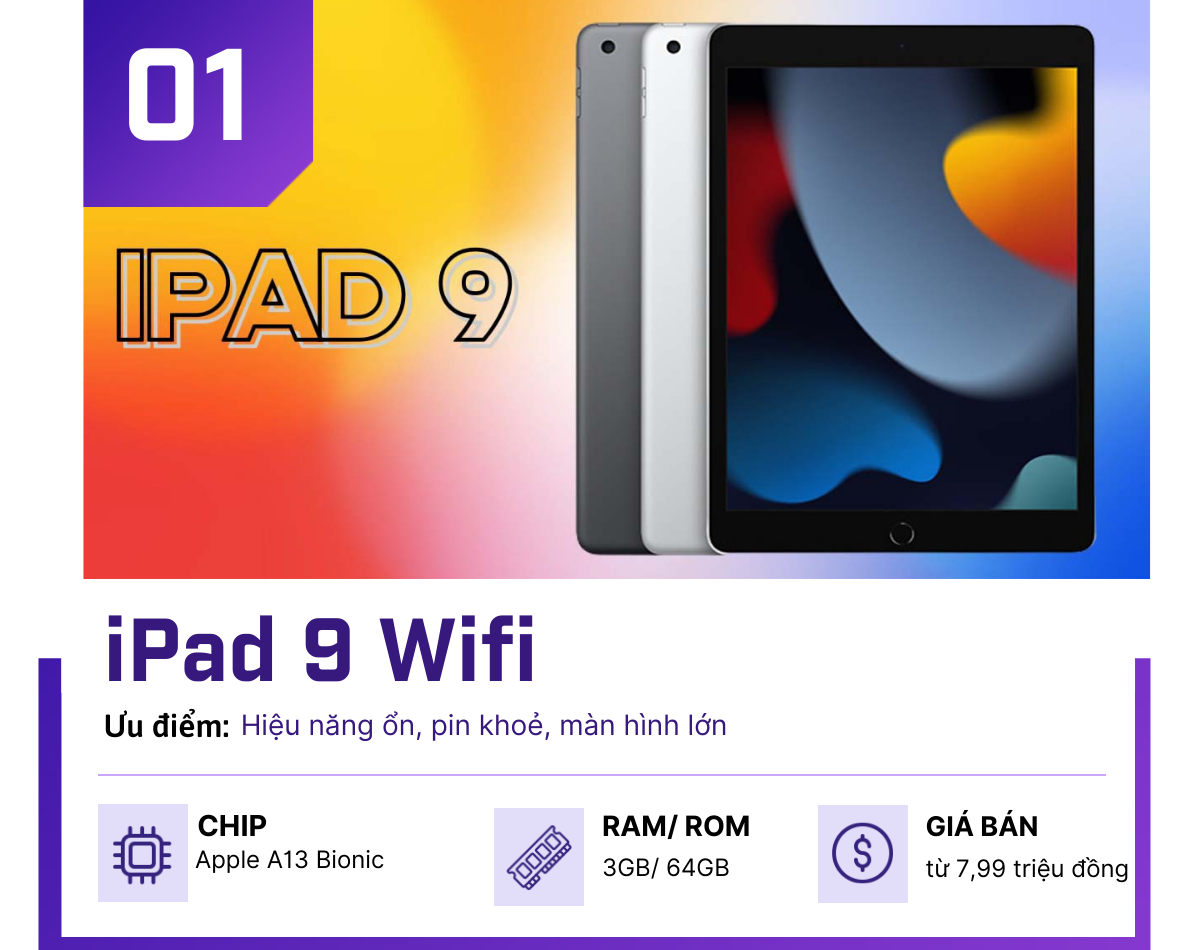 01
IPAD 9
iPad 9 Wifi
Ưu điểm: Hiệu năng ổn, pin khoẻ, màn hình lớn
CHIP
Apple A13 Bionic
RAM/ ROM
3GB/ 64GB
GIÁ BÁN
từ 7,99 triệu đồng